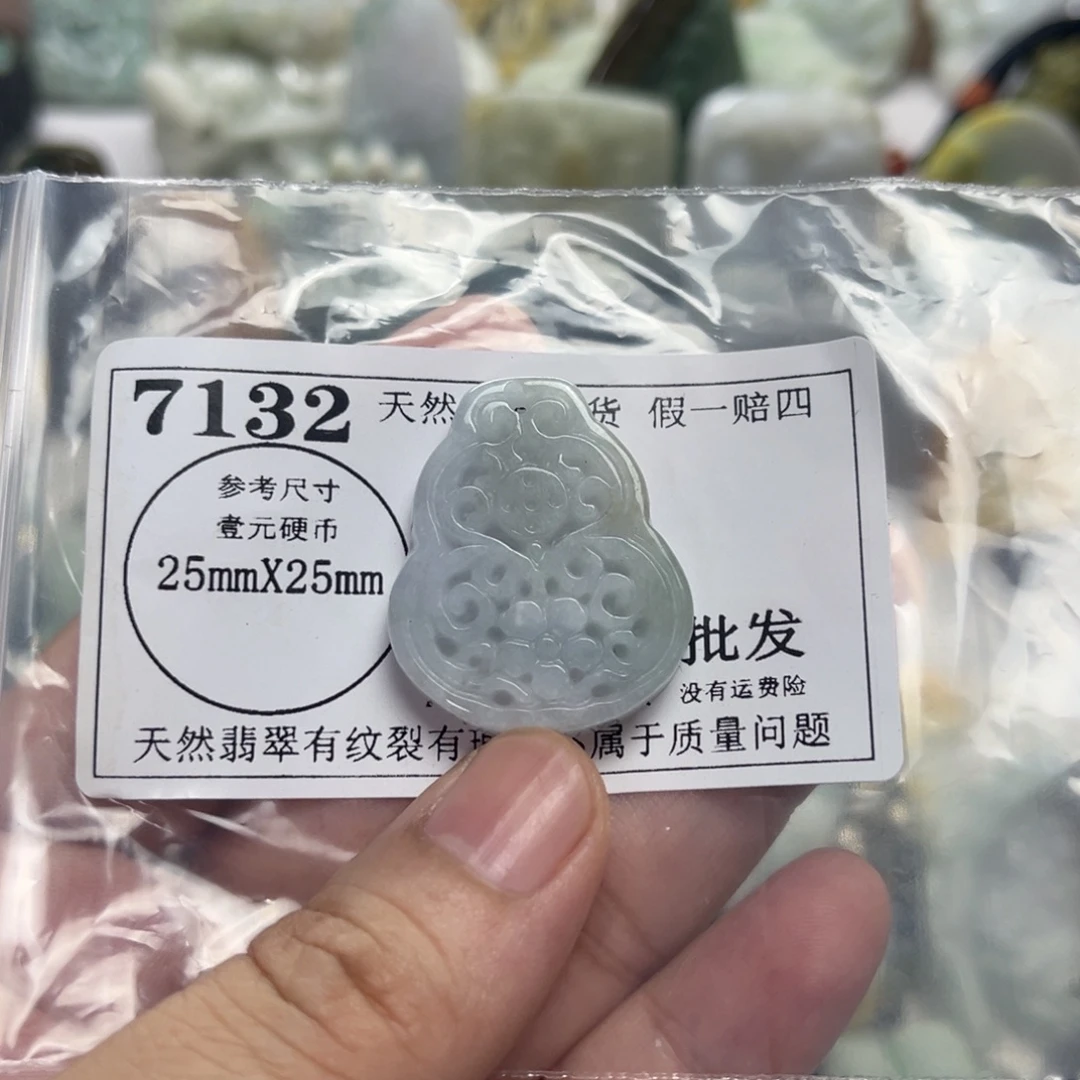 7132 天然 货 假一赔四
参考尺寸
壹元硬币
25mmX25mm
批发
没有运费险
天然翡翠有纹裂有 属于质量问题